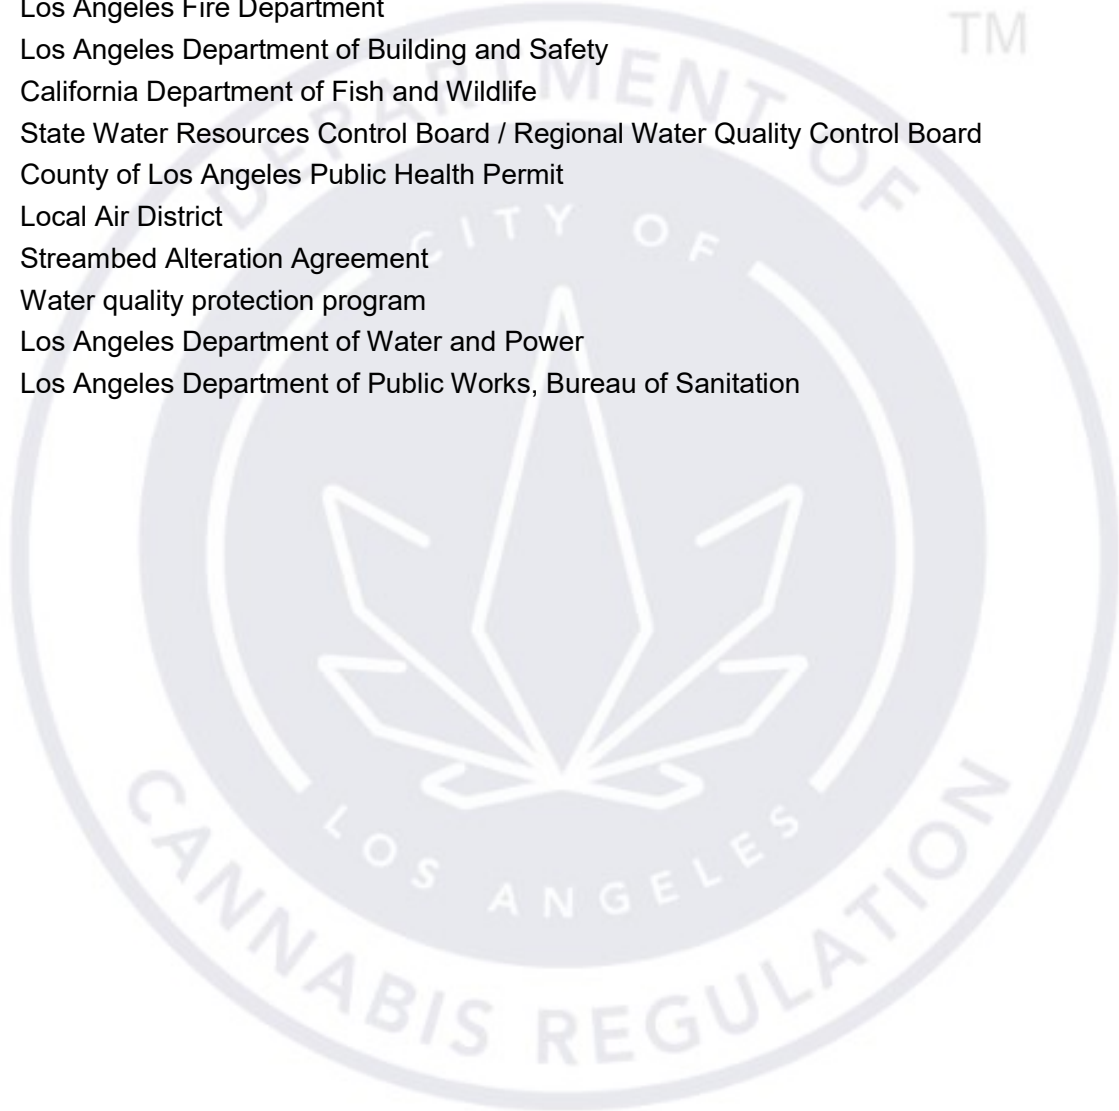 Los Angeles Fire Department
TM
Los Angeles Department of Building and Safety
California Department of Fish and Wildlife
State Water Resources Control Board / Regional Water Quality Control Board
County of Los Angeles Public Health Permit
Local Air District
Streambed Alteration Agreement
Water quality protection program
Los Angeles Department of Water and Power
Los Angeles Department of Public Works, Bureau of Sanitation
DEPARTMENT OF
CITY OF
LOS ANGELES
CANNABIS REGULATION